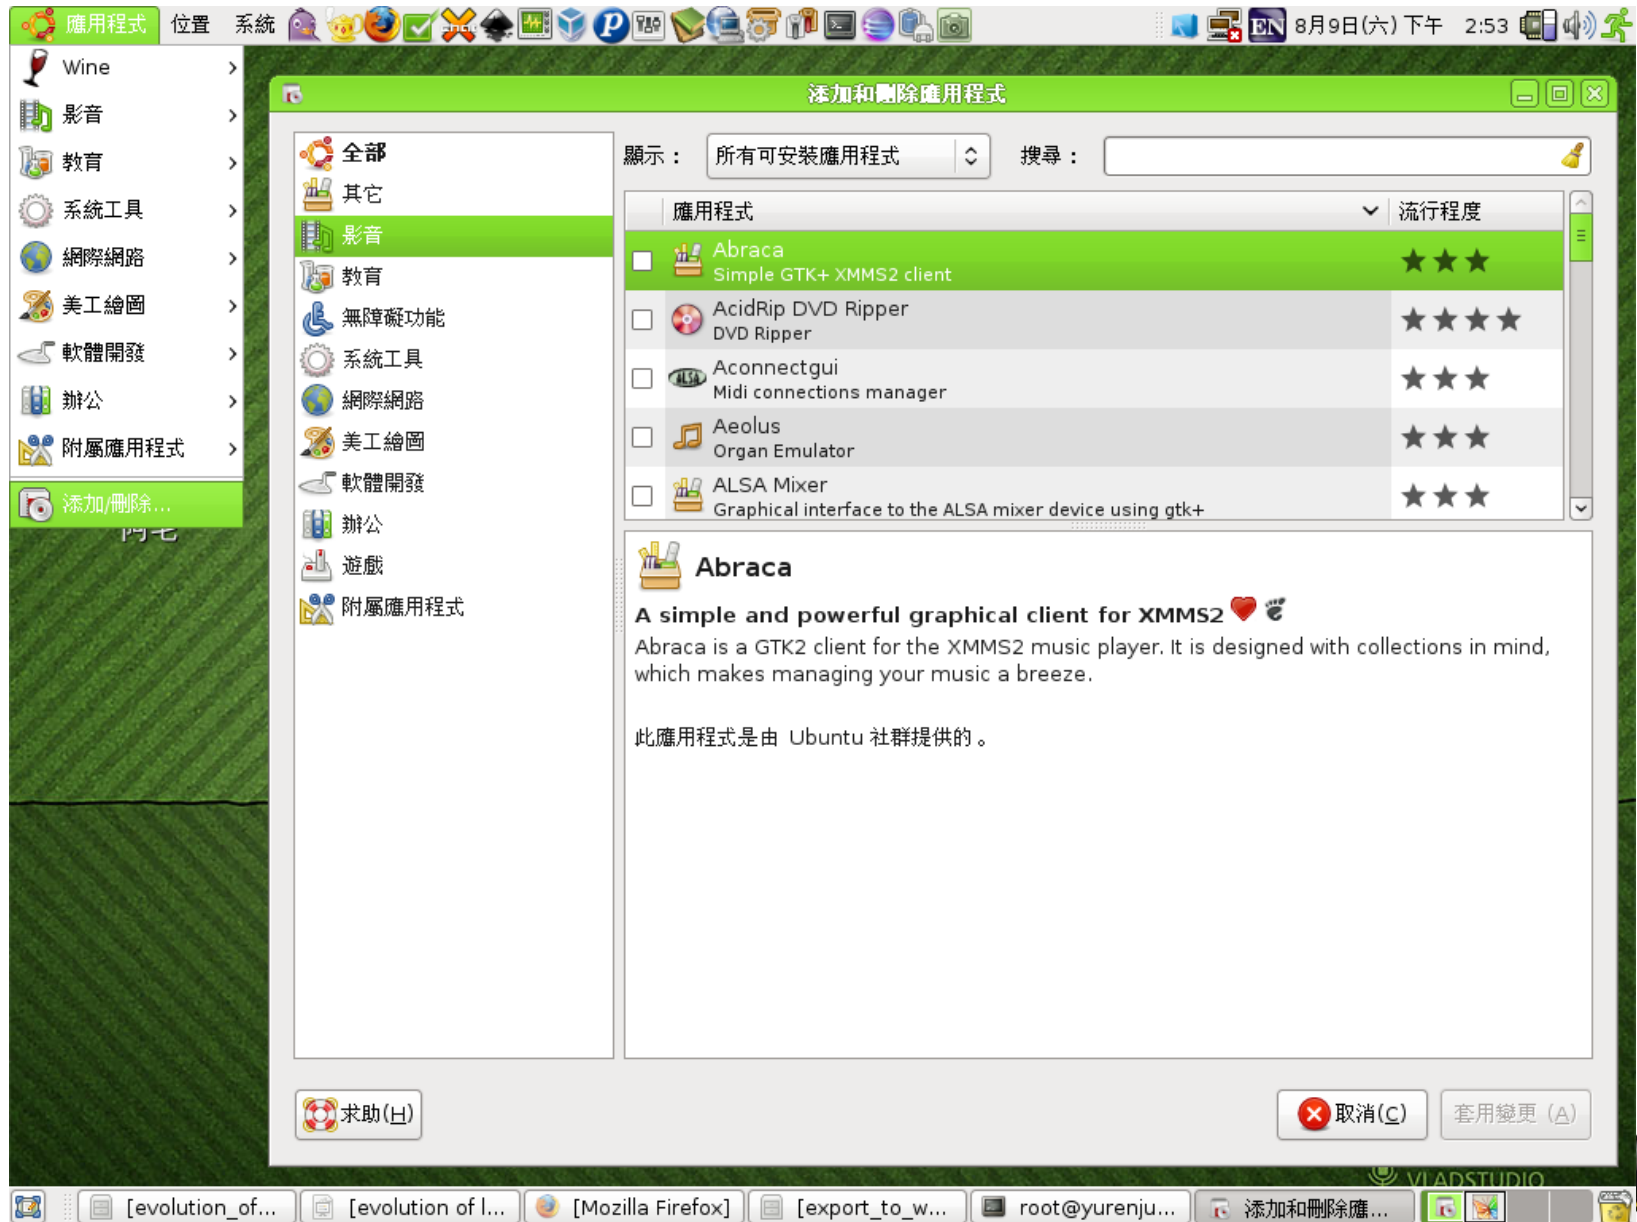 應用程式 位置 系統 EN 8月9日(六) 下午 2:53
Wine
影音
教育
系統工具
網際網路
美工繪圖
軟體開發
辦公
附屬應用程式
添加/刪除...
添加和刪除應用程式
全部
其它
影音
教育
無障礙功能
系統工具
網際網路
美工繪圖
軟體開發
辦公
遊戲
附屬應用程式
顯示： 所有可安裝應用程式 搜尋：
應用程式 流行程度
Abraca
Simple GTK+ XMMS2 client
AcidRip DVD Ripper
DVD Ripper
Aconnectgui
Midi connections manager
Aeolus
Organ Emulator
ALSA Mixer
Graphical interface to the ALSA mixer device using gtk+
Abraca
A simple and powerful graphical client for XMMS2
Abraca is a GTK2 client for the XMMS2 music player. It is designed with collections in mind,
which makes managing your music a breeze.
此應用程式是由 Ubuntu 社群提供的。
求助(H) 取消(C) 套用變更 (A)
VLADSTUDIO
[evolution_of... [evolution of l... [Mozilla Firefox] [export_to_w... root@yurenju... 添加和刪除應...